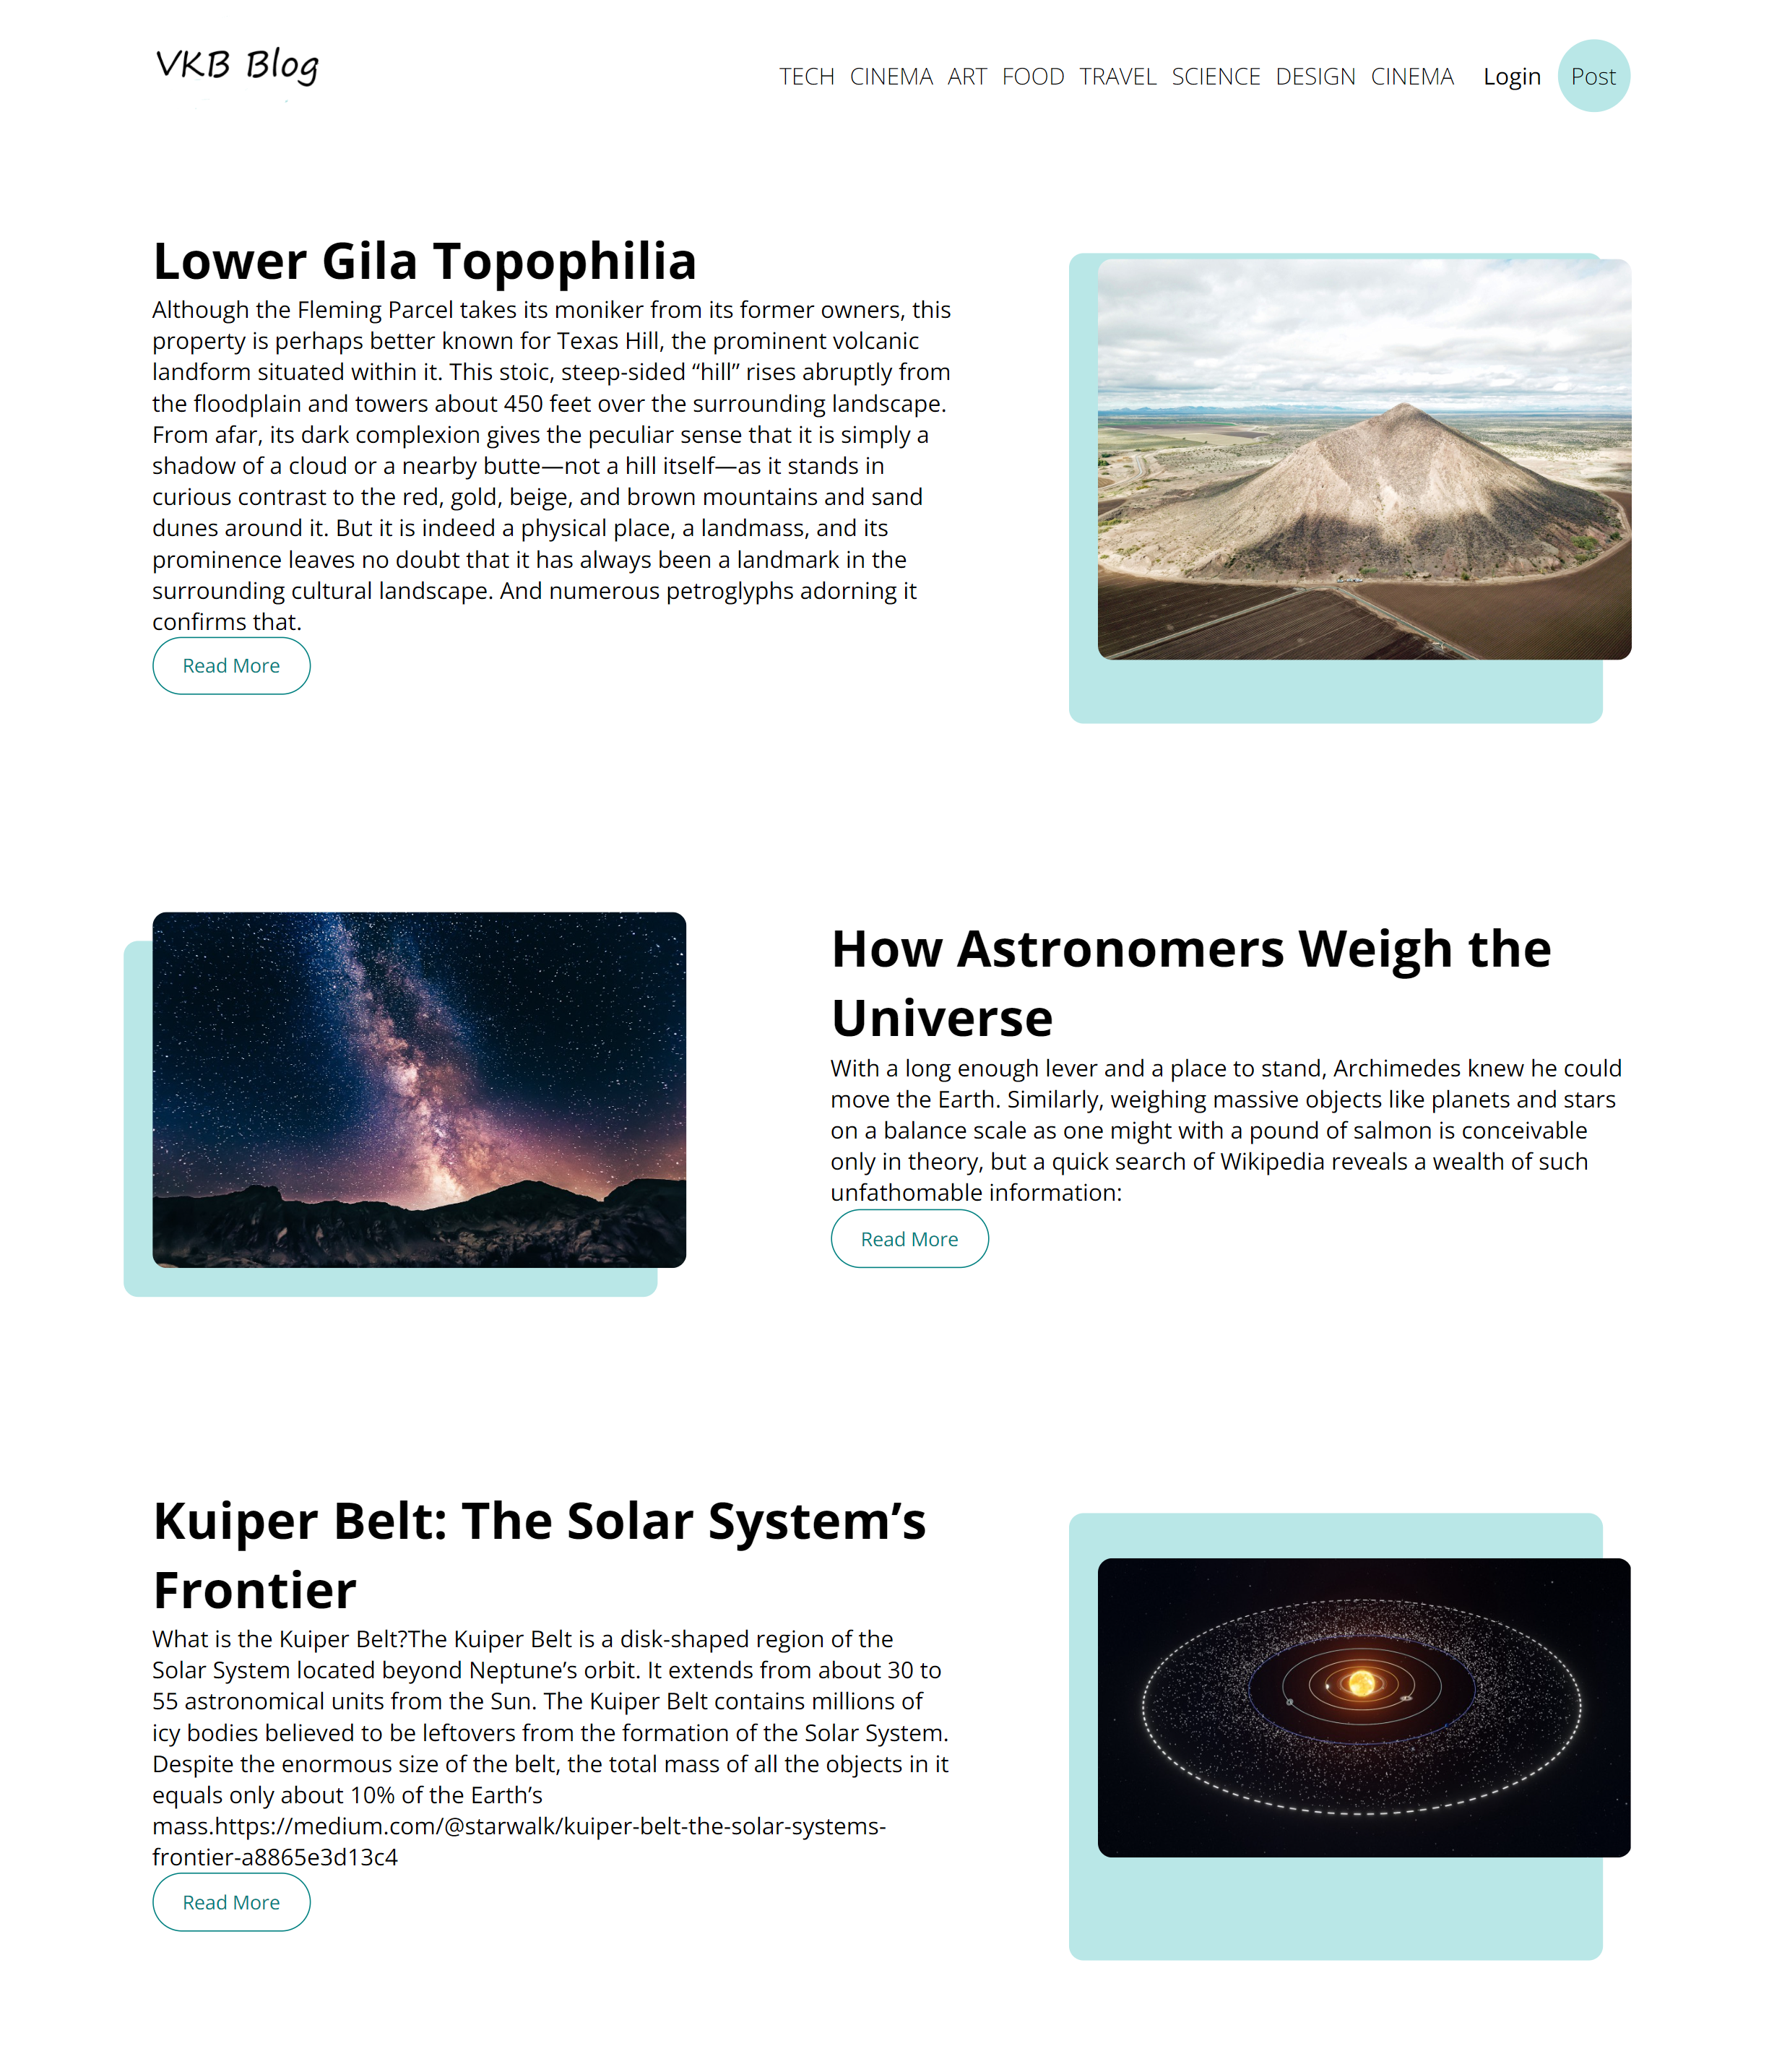 VKB Blog
TECH CINEMA ART FOOD TRAVEL SCIENCE DESIGN CINEMA Login Post
Lower Gila Topophilia
Although the Fleming Parcel takes its moniker from its former owners, this
property is perhaps better known for Texas Hill, the prominent volcanic
landform situated within it. This stoic, steep-sided “hill” rises abruptly from
the floodplain and towers about 450 feet over the surrounding landscape.
From afar, its dark complexion gives the peculiar sense that it is simply a
shadow of a cloud or a nearby butte—not a hill itself—as it stands in
curious contrast to the red, gold, beige, and brown mountains and sand
dunes around it. But it is indeed a physical place, a landmass, and its
prominence leaves no doubt that it has always been a landmark in the
surrounding cultural landscape. And numerous petroglyphs adorning it
confirms that.
Read More
How Astronomers Weigh the
Universe
With a long enough lever and a place to stand, Archimedes knew he could
move the Earth. Similarly, weighing massive objects like planets and stars
on a balance scale as one might with a pound of salmon is conceivable
only in theory, but a quick search of Wikipedia reveals a wealth of such
unfathomable information:
Read More
Kuiper Belt: The Solar System’s
Frontier
What is the Kuiper Belt?The Kuiper Belt is a disk-shaped region of the
Solar System located beyond Neptune’s orbit. It extends from about 30 to
55 astronomical units from the Sun. The Kuiper Belt contains millions of
icy bodies believed to be leftovers from the formation of the Solar System.
Despite the enormous size of the belt, the total mass of all the objects in it
equals only about 10% of the Earth’s
mass.https://medium.com/@starwalk/kuiper-belt-the-solar-systems-
frontier-a8865e3d13c4
Read More